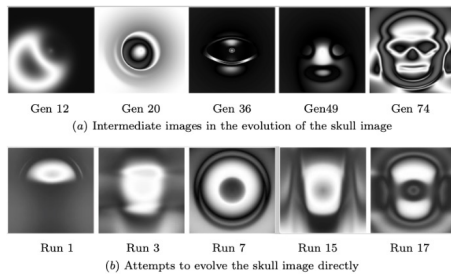 Gen 12 Gen 20 Gen 36 Gen49 Gen 74
(a) Intermediate images in the evolution of the skull image
Run 1 Run 3 Run 7 Run 15 Run 17
(b) Attempts to evolve the skull image directly